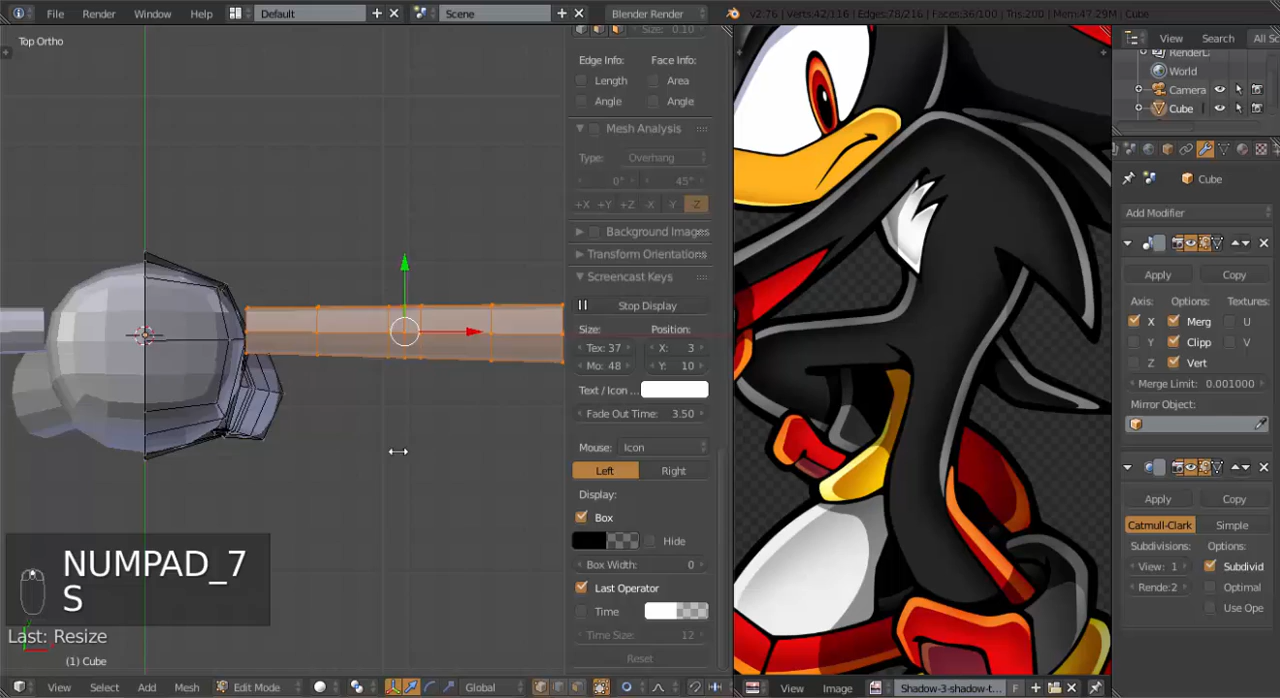 File Render Window Help Default Scene Blender Render v2.76 | Verts:42/116 | Edges:78/216 | Faces:36/100 | Tris:200 | Mem:47.29M | Cube
Top Ortho
Size: 0.10
Edge Info: Face Info:
Length Area
Angle Angle
Mesh Analysis
Type: Overhang
0° 45°
+X +Y +Z -X -Y -Z
Background Images
Transform Orientations
Screencast Keys
Stop Display
Size: Position:
Tex: 37 X: 3
Mo: 48 Y: 10
Text / Icon ...
Fade Out Time: 3.50
Mouse: Icon
Left Right
Display:
Box
Hide
Box Width: 0
Last Operator
Time
Time Size: 12
Reset
NUMPAD_7
S
Last: Resize
(1) Cube
View Select Add Mesh Edit Mode Global
View Image Shadow-3-shadow-t... F
View Search All Sc
RenderL
World
Camera
Cube
Cube
Add Modifier
Apply Copy
Axis: Options: Textures:
X Merg U
Y Clipp V
Z Vert
Merge Limit: 0.001000
Mirror Object:
Apply Copy
Catmull-Clark Simple
Subdivisions: Options:
View: 1 Subdivid
Rende:2 Optimal
Use Ope